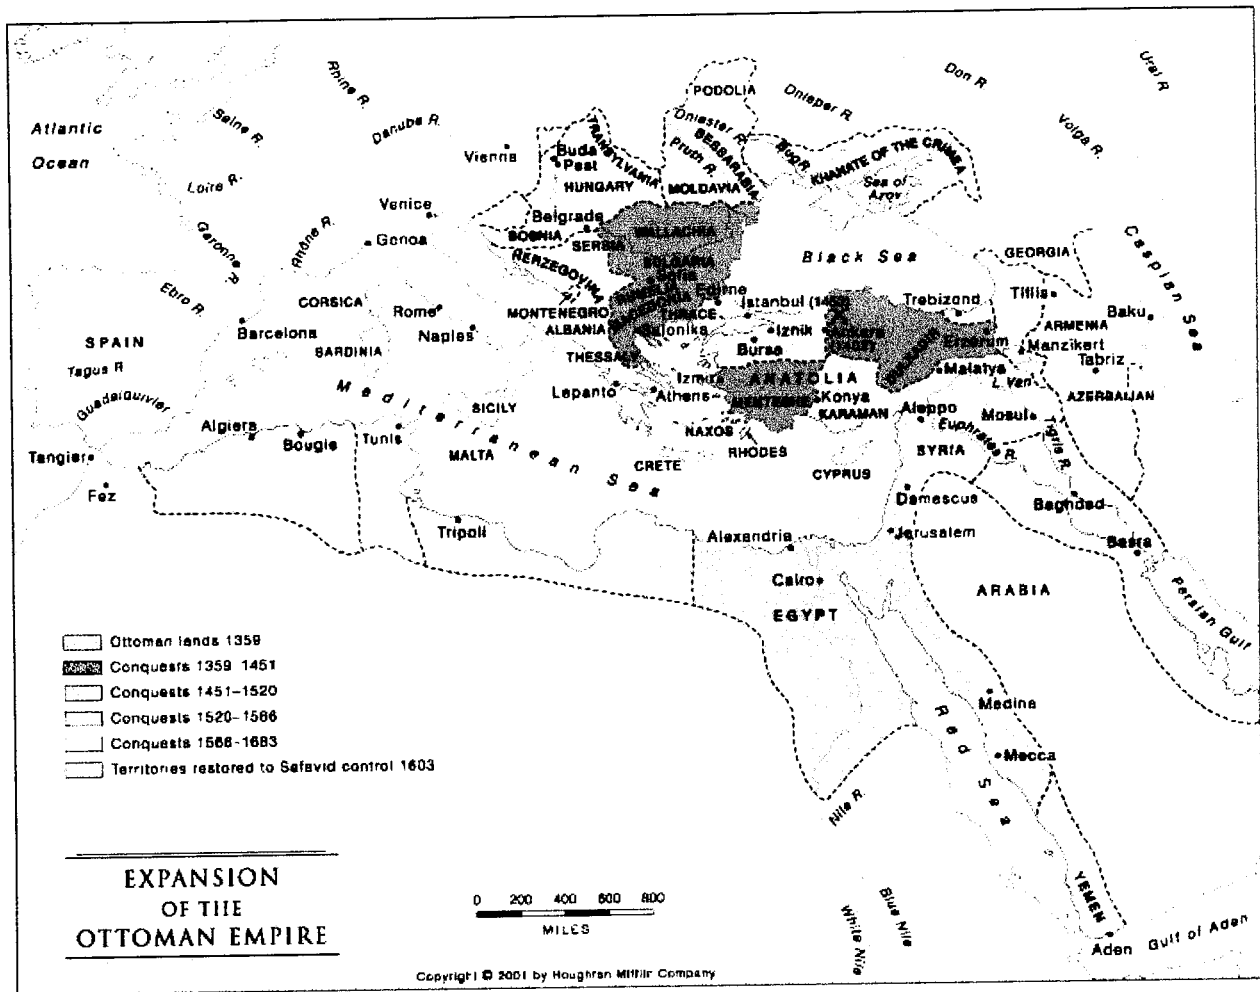 Rhine R.
Don R.
Ural R
PODOLIA
Dnieper R.
Atlantic
Ocean
Seine R.
Danube R.
Dniester R.
Volga R.
Vienna
Buda
Pest
TRANSYLVANIA
Pruth R.
BESSARABIA
Bug R.
KHANATE OF THE CRIMEA
Loire R.
HUNGARY
MOLDAVIA
Sea of
Azov
Venice
Belgrade
Garonne R
Rhône R.
Genoa
BOSNIA
SERBIA
WALLACHIA
Black Sea
GEORGIA
Caspian Sea
HERZEGOVINA
BULGARIA
Sofia
Ebro R.
CORSICA
Rome
MONTENEGRO
Edirne
THRACE
Istanbul (1453)
Trebizond
Tiflis
Baku
Barcelona
Naples
ALBANIA
MACEDONIA
Salonika
Iznik
Ankara
(1402)
Erzerum
ARMENIA
Manzikert
SPAIN
SARDINIA
THESSALY
Bursa
Malatya
Tabriz
Tagus R
Mediterranean Sea
Lepanto
Izmir
ANATOLIA
L. Van
Guadalquivier
SICILY
Athens
MENTESHE
Konya
KARAMAN
Aleppo
Mosul
AZERBAIJAN
Algiers
Bougie
Tunis
NAXOS
Euphrates R.
Tigris R.
Tangier
MALTA
CRETE
RHODES
CYPRUS
SYRIA
Fez
Damascus
Baghdad
Tripoli
Alexandria
Jerusalem
Basra
Cairo
ARABIA
EGYPT
Persian Gulf
Ottoman lands 1359
Conquests 1359 1451
Conquests 1451–1520
Conquests 1520–1566
Conquests 1566–1683
Territories restored to Safavid control 1603
Red Sea
Medina
Mecca
Nile R.
EXPANSION
OF THE
OTTOMAN EMPIRE
0 200 400 600 800
MILES
White Nile
Blue Nile
YEMEN
Aden
Gulf of Aden
Copyright © 2001 by Houghton Mifflin Company